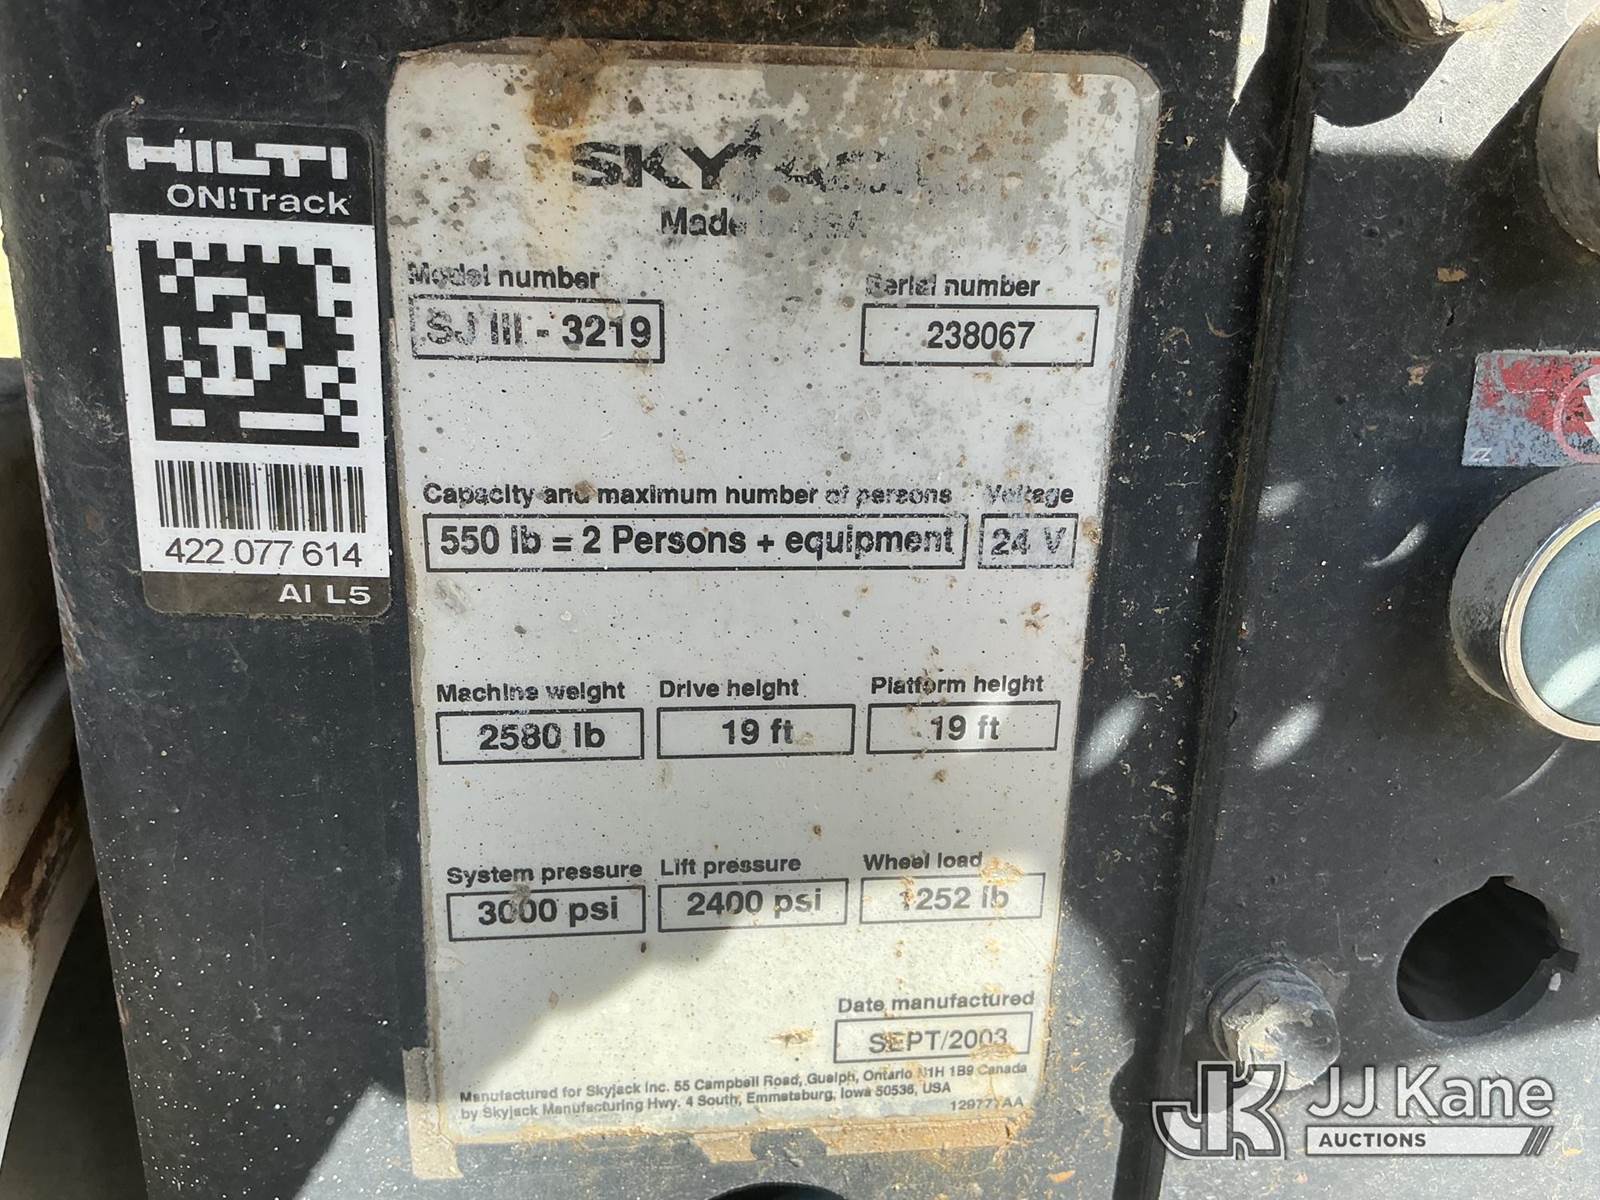 HILTI
ON!Track
422 077 614
AI L5
SKYJACK
Made in USA
Model number
SJ III - 3219
Serial number
238067
Capacity and maximum number of persons
550 lb = 2 Persons + equipment
Voltage
24 V
Machine weight
2580 lb
Drive height
19 ft
Platform height
19 ft
System pressure
3000 psi
Lift pressure
2400 psi
Wheel load
1252 lb
Date manufactured
SEPT/2003
Manufactured for Skyjack Inc. 55 Campbell Road, Guelph, Ontario N1H 1B9 Canada
by Skyjack Manufacturing Hwy. 4 South, Emmetsburg, Iowa 50536, USA
129777AA
JJ Kane
AUCTIONS